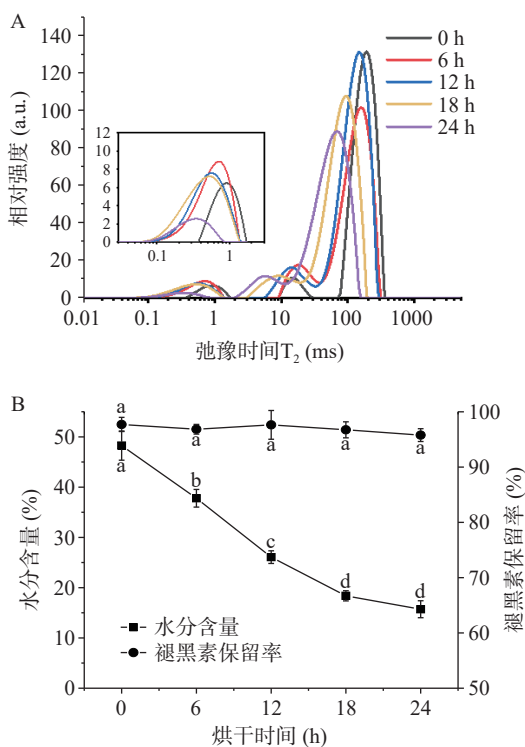 A
相对强度 (a.u.)
140
120
100
80
60
40
20
0
0 h
6 h
12 h
18 h
24 h
12
10
8
6
4
2
0
0.1 1
0.01 0.1 1 10 100 1000
弛豫时间T₂ (ms)
B
水分含量 (%)
50
40
30
20
10
0
a a a a a
a b c d d
水分含量
褪黑素保留率
100
90
80
70
60
50
褪黑素保留率 (%)
0 6 12 18 24
烘干时间 (h)